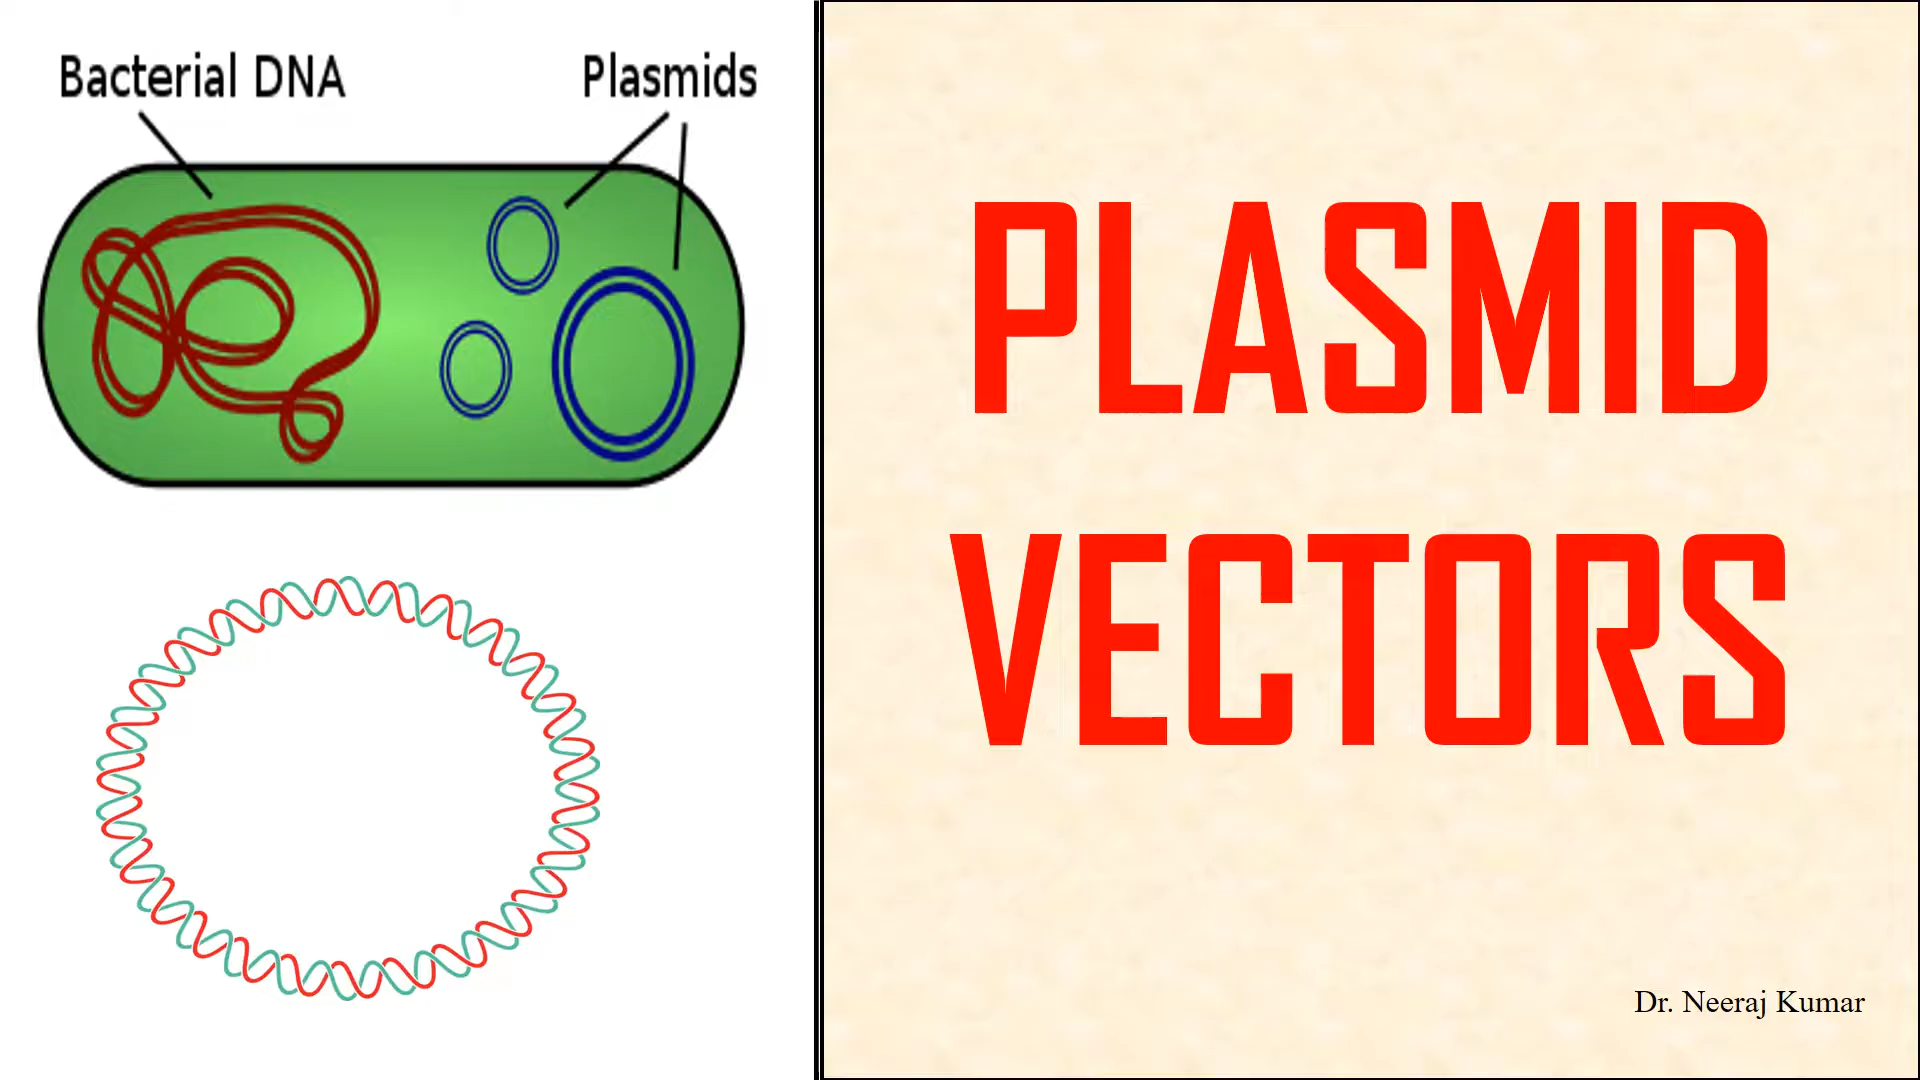 Bacterial DNA
Plasmids
PLASMID
VECTORS
Dr. Neeraj Kumar